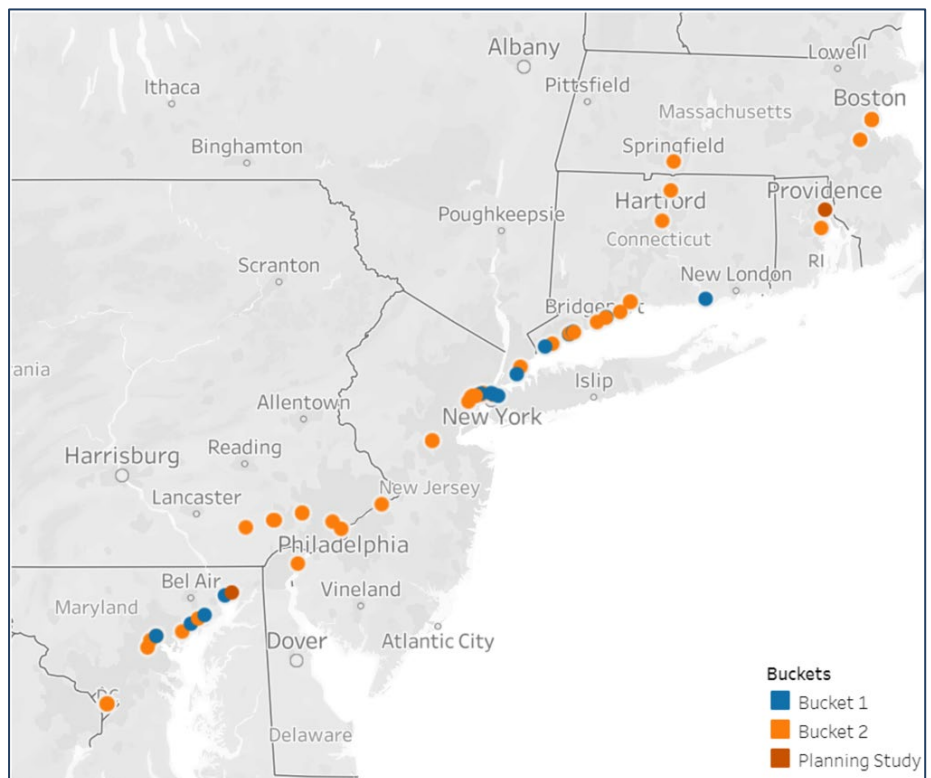 Albany
Lowell
Ithaca
Pittsfield
Boston
Massachusetts
Binghamton
Springfield
Providence
Hartford
Poughkeepsie
Connecticut
RI
Scranton
New London
ania
Islip
Allentown
New York
Reading
Harrisburg
New Jersey
Lancaster
Philadelphia
Bel Air
Vineland
Maryland
Dover
Atlantic City
Delaware
Buckets
Bucket 1
Bucket 2
Planning Study